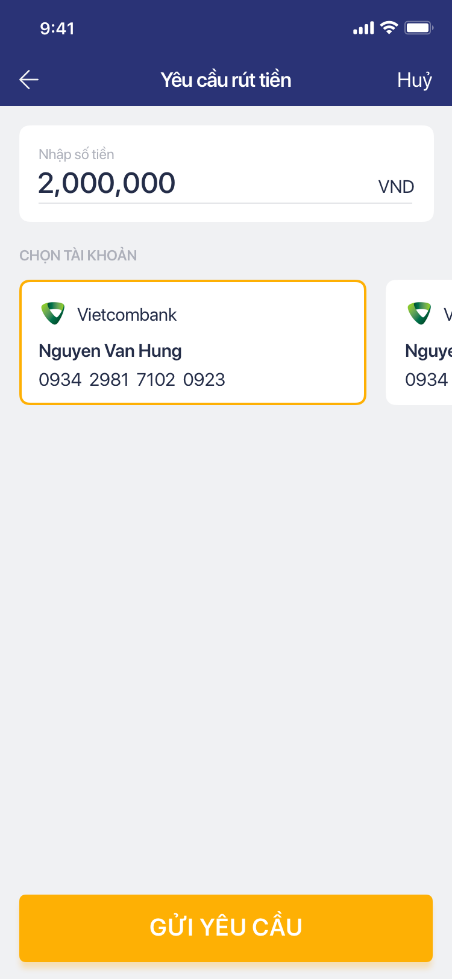 9:41
Yêu cầu rút tiền
Huỷ
Nhập số tiền
2,000,000 VND
CHỌN TÀI KHOẢN
Vietcombank
Nguyen Van Hung
0934 2981 7102 0923
0934
GỬI YÊU CẦU